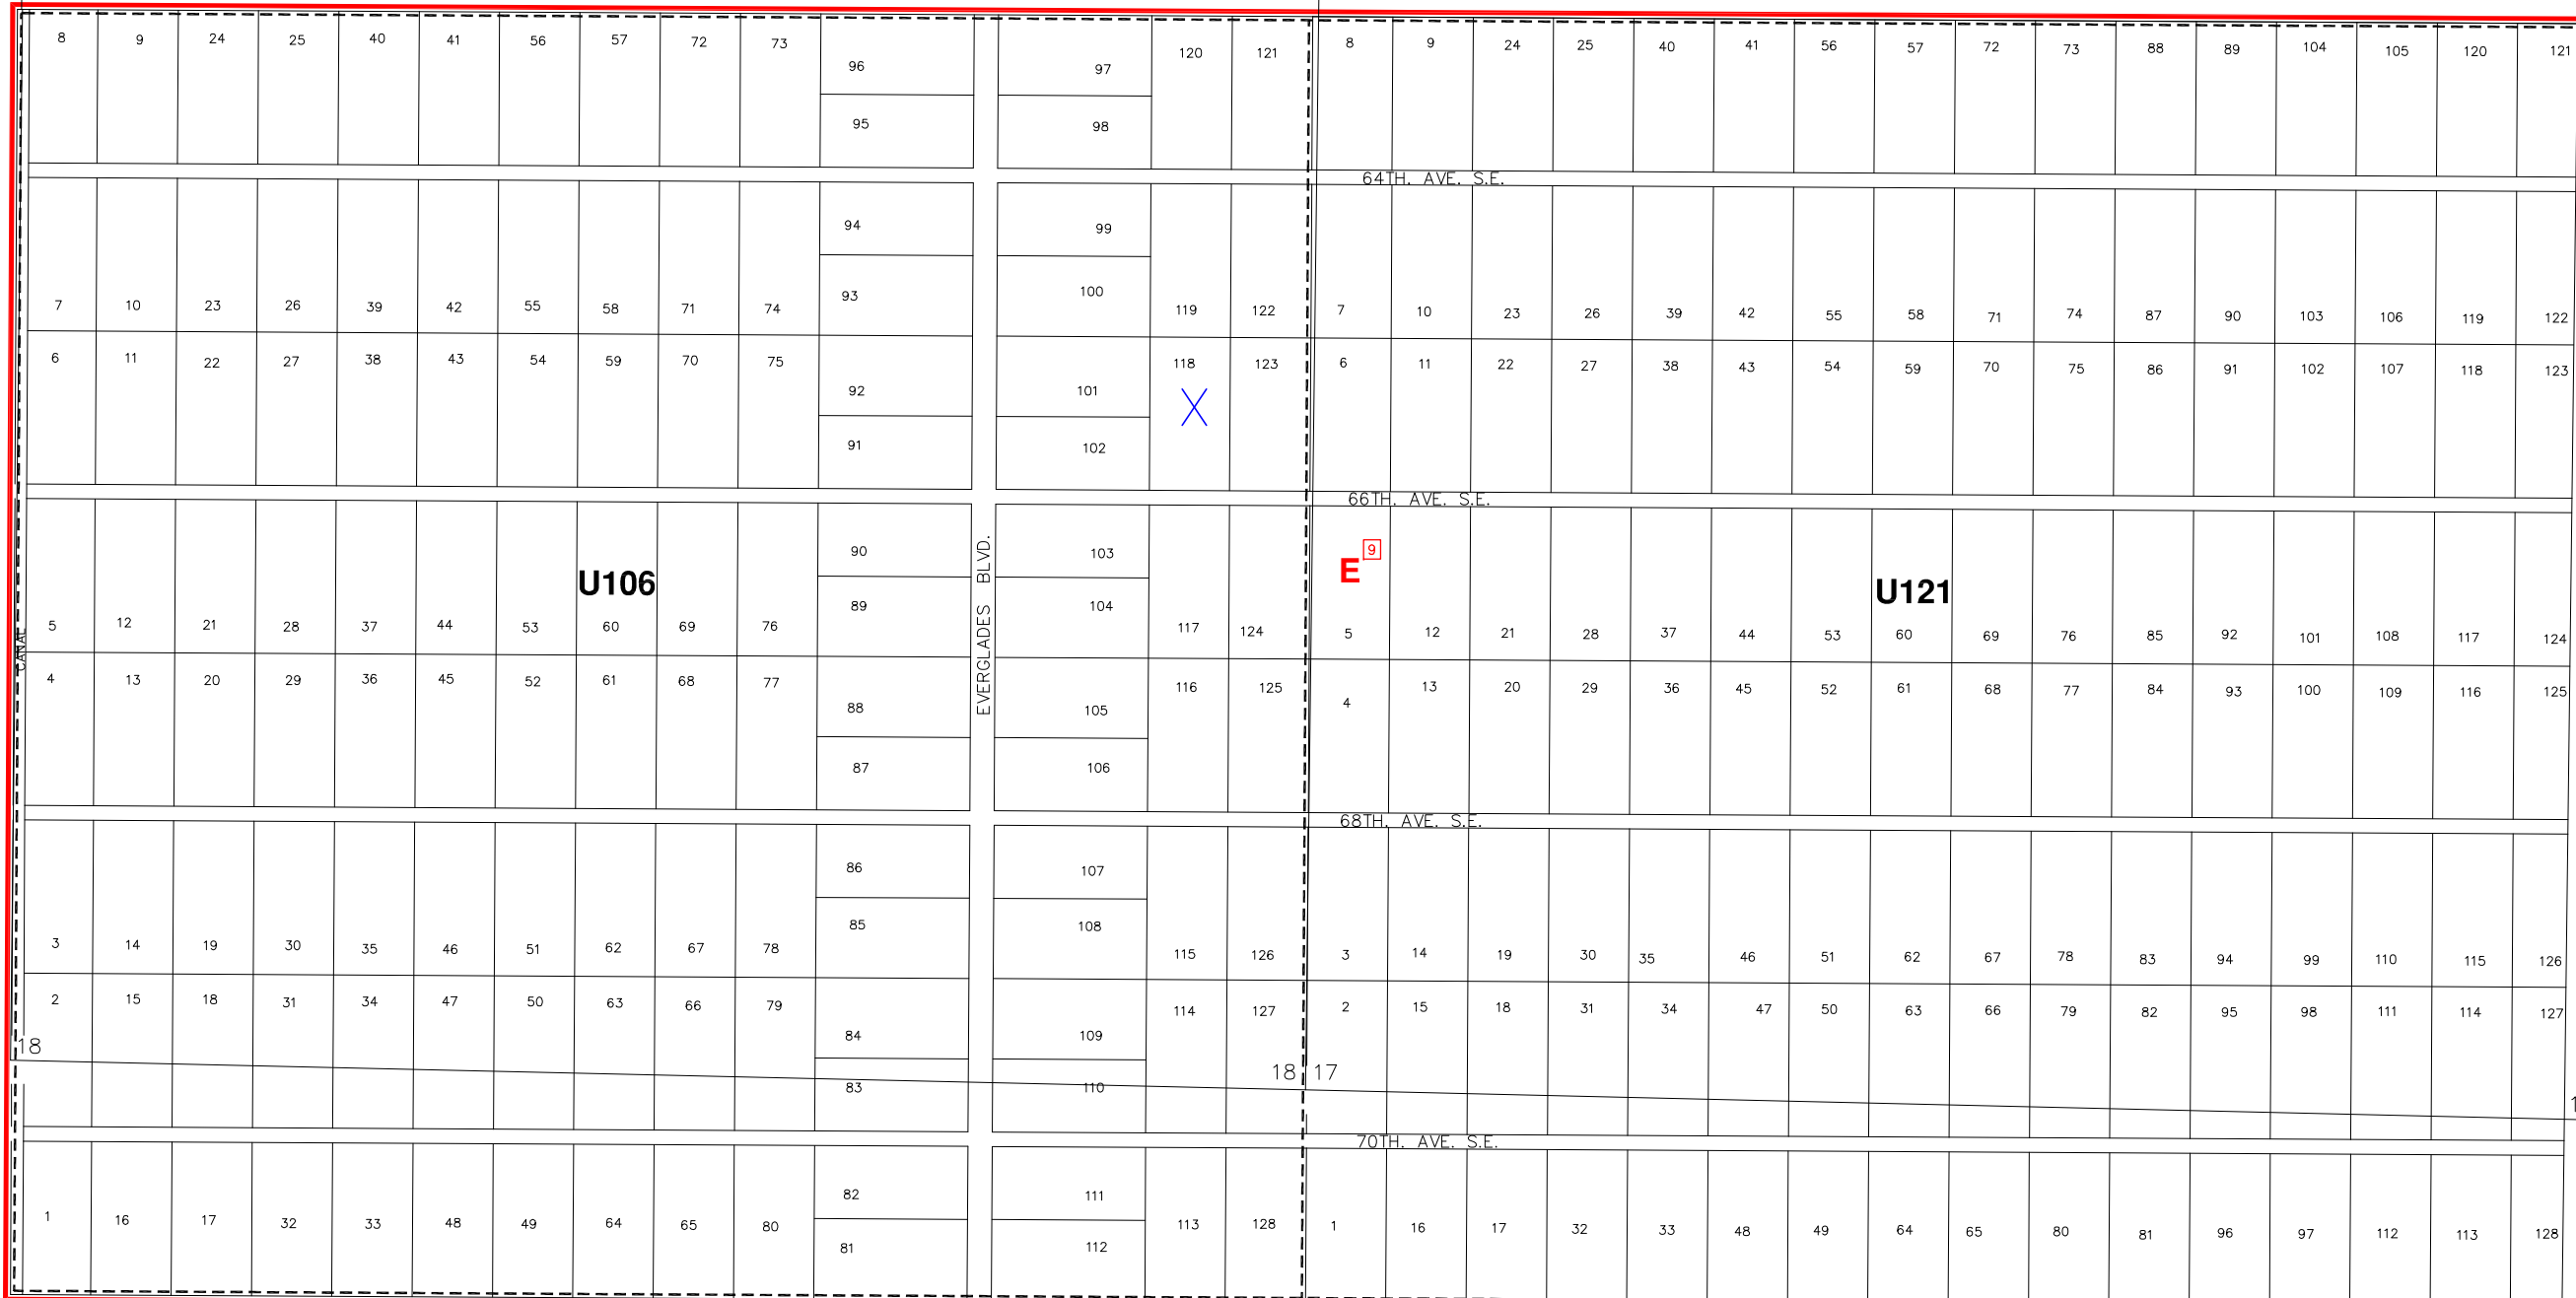 8 9 24 25 40 41 56 57 72 73 96 97 120 121 8 9 24 25 40 41 56 57 72 73 88 89 104 105 120 121
95 98
64TH. AVE. S.E.
94 99
93 100
7 10 23 26 39 42 55 58 71 74 119 122 7 10 23 26 39 42 55 58 71 74 87 90 103 106 119 122
6 11 22 27 38 43 54 59 70 75 118 123 6 11 22 27 38 43 54 59 70 75 86 91 102 107 118 123
92 101
X
91 102
66TH. AVE. S.E.
90 103
E 9
U106 U121
89 104
5 12 21 28 37 44 53 60 69 76 117 124 5 12 21 28 37 44 53 60 69 76 85 92 101 108 117 124
CANAL
EVERGLADES BLVD.
4 13 20 29 36 45 52 61 68 77 116 125 4 13 20 29 36 45 52 61 68 77 84 93 100 109 116 125
88 105
87 106
68TH. AVE. S.E.
86 107
85 108
3 14 19 30 35 46 51 62 67 78 115 126 3 14 19 30 35 46 51 62 67 78 83 94 99 110 115 126
2 15 18 31 34 47 50 63 66 79 114 127 2 15 18 31 34 47 50 63 66 79 82 95 98 111 114 127
84 109
18
18 17
83 110
70TH. AVE. S.E.
82 111
1 16 17 32 33 48 49 64 65 80 113 128 1 16 17 32 33 48 49 64 65 80 81 96 97 112 113 128
81 112